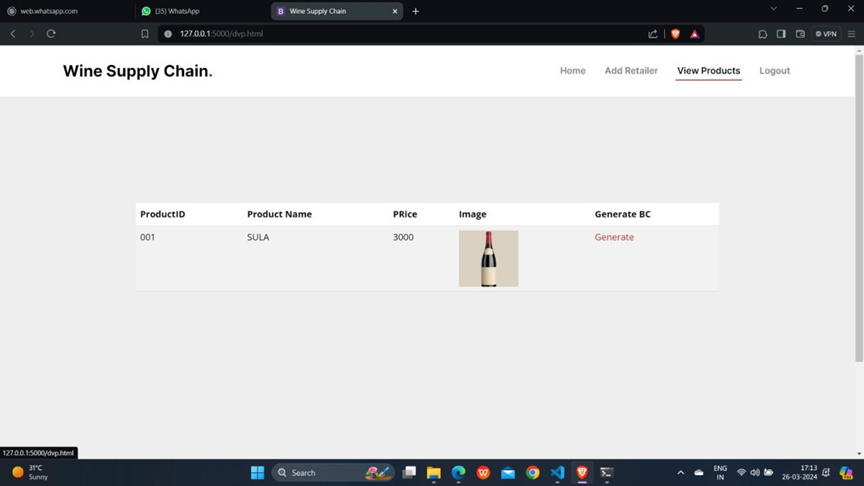 web.whatsapp.com
(35) WhatsApp
Wine Supply Chain
127.0.0.1:5000/dvp.html
VPN
Wine Supply Chain.
Home
Add Retailer
View Products
Logout
ProductID Product Name PRice Image Generate BC
001 SULA 3000 Generate
127.0.0.1:5000/dvp.html
31°C
Sunny
Search
ENG
IN
17:13
26-03-2024